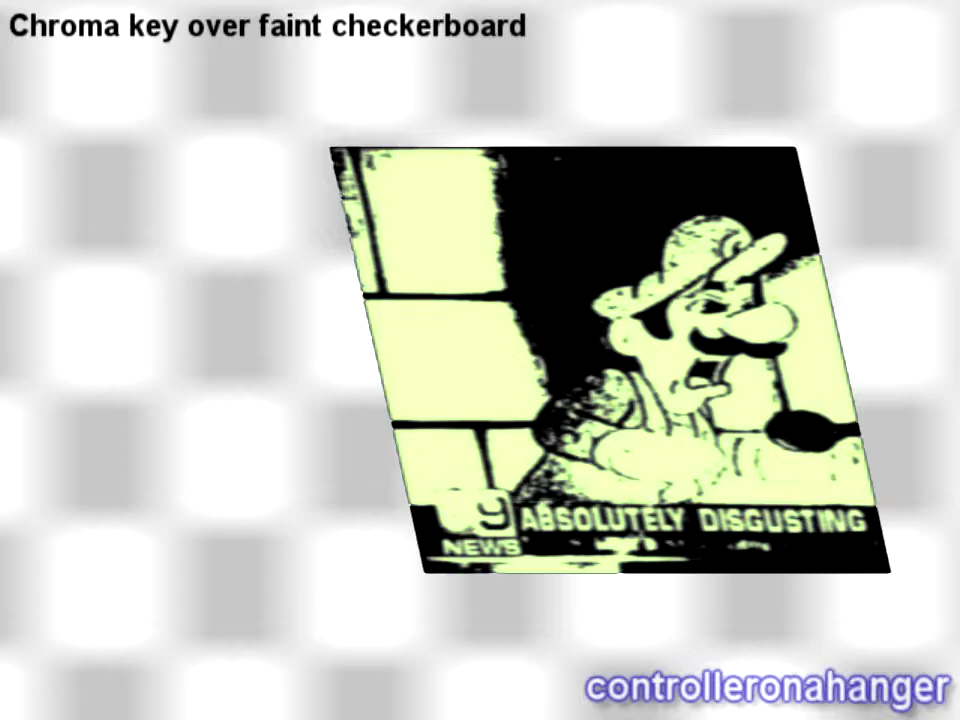 Chroma key over faint checkerboard
9 ABSOLUTELY DISGUSTING
NEWS
controlleronahanger